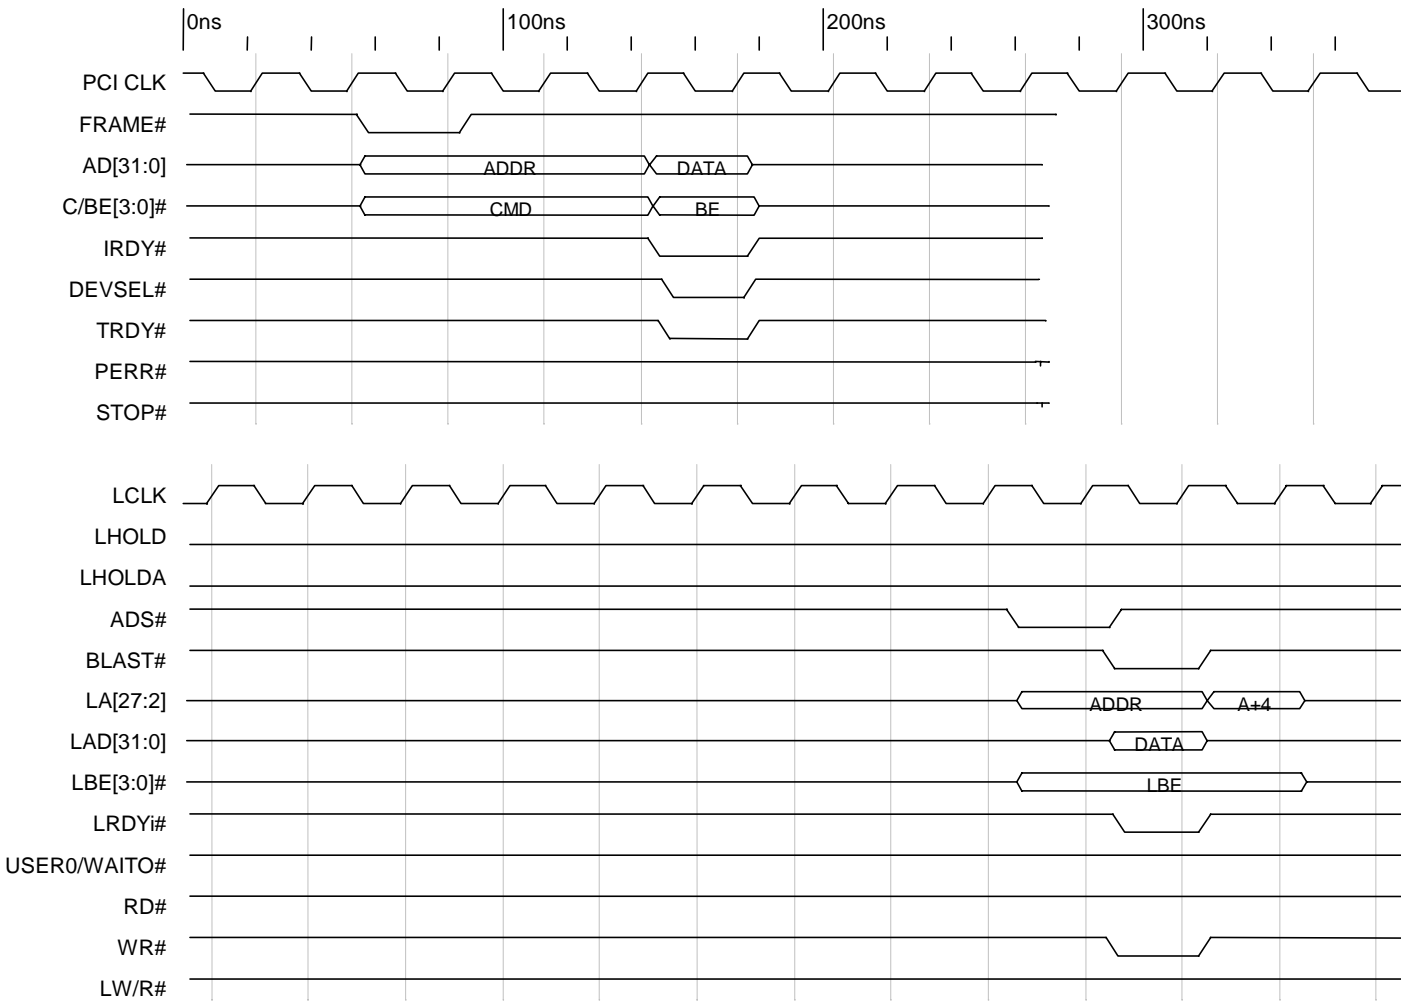 0ns 100ns 200ns 300ns
PCI CLK
FRAME#
AD[31:0] ADDR DATA
C/BE[3:0]# CMD BE
IRDY#
DEVSEL#
TRDY#
PERR#
STOP#
LCLK
LHOLD
LHOLDA
ADS#
BLAST#
LA[27:2] ADDR A+4
LAD[31:0] DATA
LBE[3:0]# LBE
LRDYi#
USER0/WAITO#
RD#
WR#
LW/R#